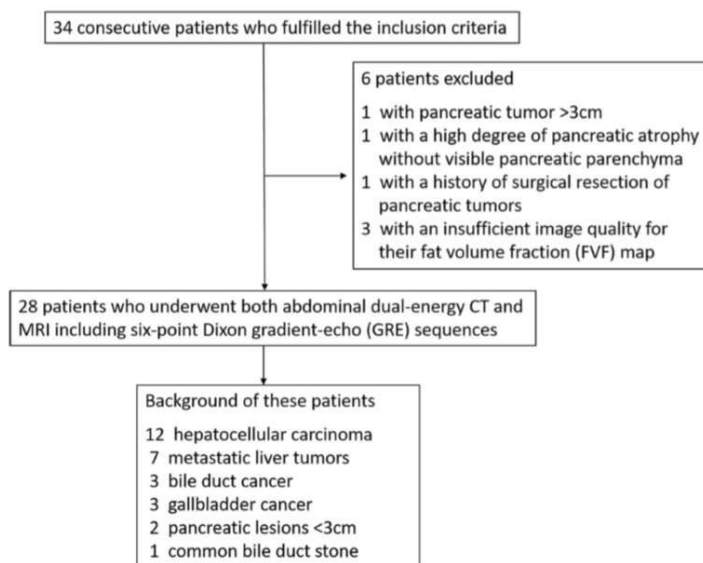 34 consecutive patients who fulfilled the inclusion criteria
6 patients excluded
1 with pancreatic tumor >3cm
1 with a high degree of pancreatic atrophy
without visible pancreatic parenchyma
1 with a history of surgical resection of
pancreatic tumors
3 with an insufficient image quality for
their fat volume fraction (FVF) map
28 patients who underwent both abdominal dual-energy CT and
MRI including six-point Dixon gradient-echo (GRE) sequences
Background of these patients
12 hepatocellular carcinoma
7 metastatic liver tumors
3 bile duct cancer
3 gallbladder cancer
2 pancreatic lesions <3cm
1 common bile duct stone